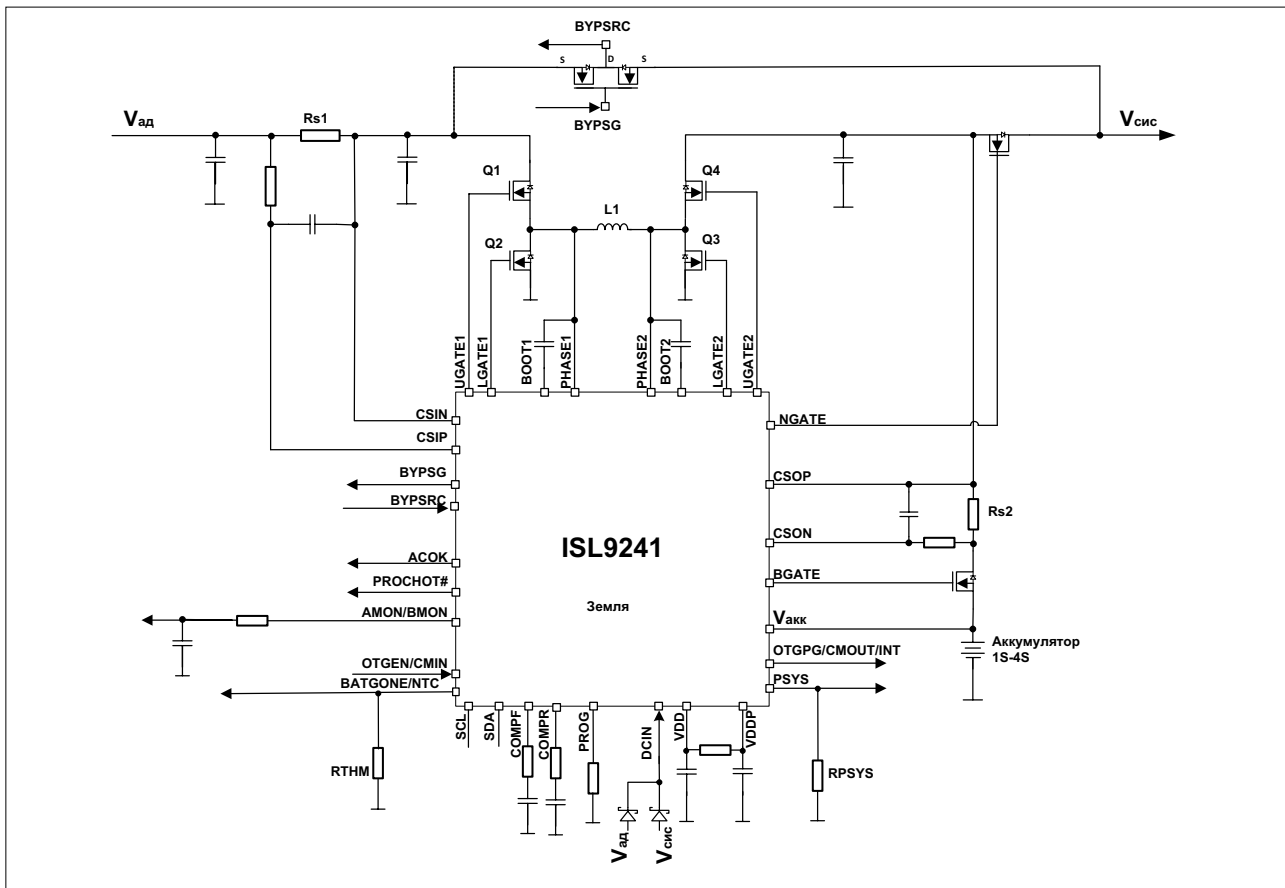 BYPSRC
S D S
BYPSG
Vад
Rs1
Vсис
Q1
Q4
L1
Q2
Q3
UGATE1
LGATE1
BOOT1
PHASE1
PHASE2
BOOT2
LGATE2
UGATE2
CSIN
NGATE
CSIP
BYPSG
CSOP
BYPSRC
Rs2
ISL9241
CSON
ACOK
BGATE
PROCHOT#
Земля
AMON/BMON
Vакк
Аккумулятор
1S-4S
OTGPG/CMOUT/INT
OTGEN/CMIN
BATGONE/NTC
PSYS
SCL
SDA
COMPF
COMPR
PROG
DCIN
VDD
VDDP
RTHM
RPSYS
Vад
Vсис